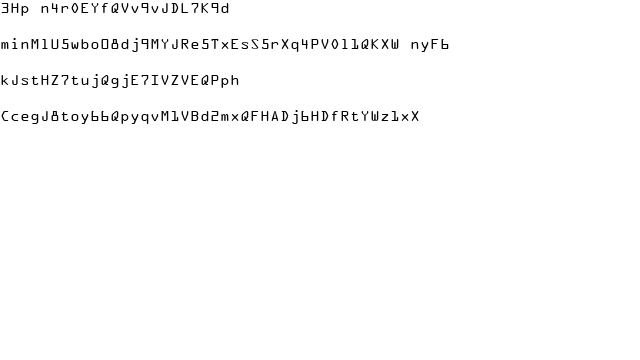 3Hp n4r0EYfQVv9vJDL7K9d
minM1U5wboO8dj9MYJRe5TxEsS5rXq4PV0l1QKXW nyF6
kJstHZ7tujQgjE7IVZVEQPph
CcegJ8toy66QpyqvM1VBd2mxQFHADj6HDfRtYWz1xX